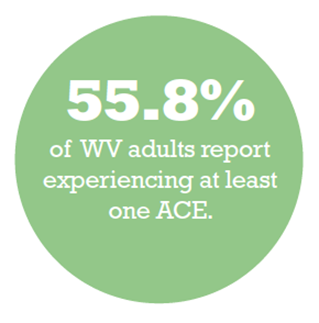 55.8%
of WV adults report
experiencing at least
one ACE.